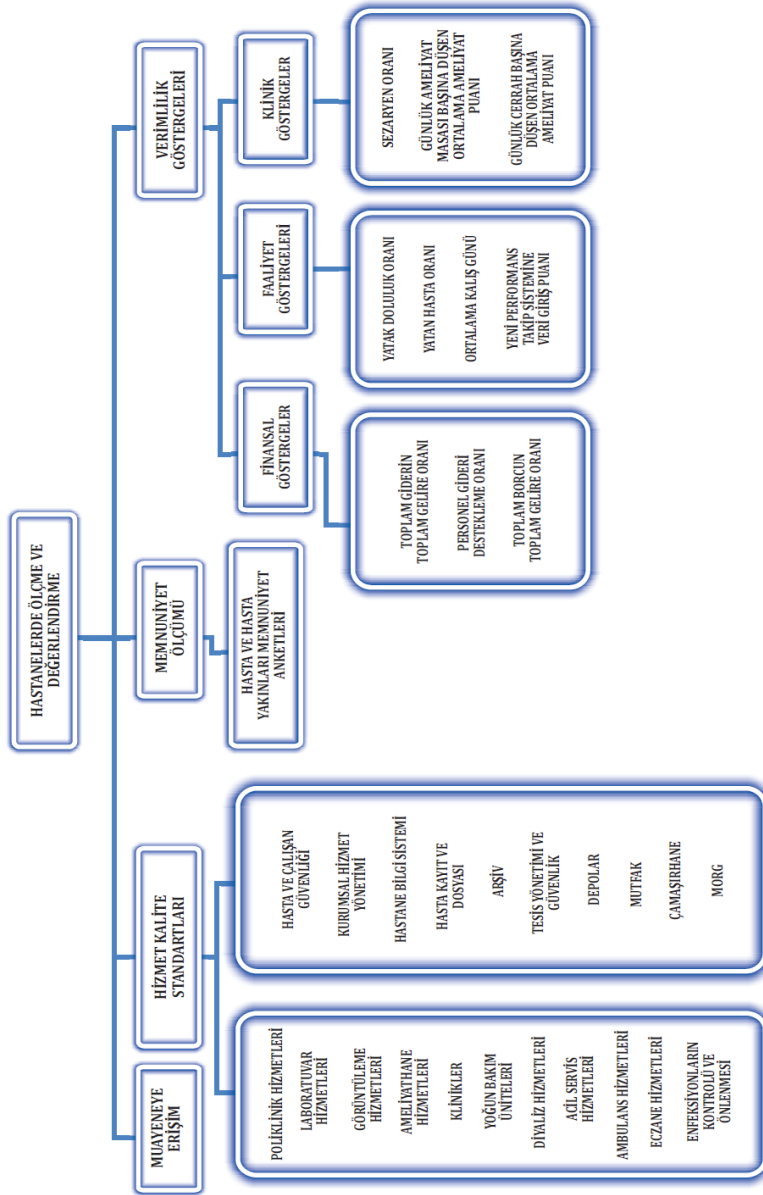 HASTANELERDE ÖLÇME VE
DEĞERLENDİRME
MUAYENEYE
ERİŞİM
HİZMET KALİTE
STANDARTLARI
MEMNUNİYET
ÖLÇÜMÜ
VERİMLİLİK
GÖSTERGELERİ
POLİKLİNİK HİZMETLERİ
LABORATUVAR
HİZMETLERİ
GÖRÜNTÜLEME
HİZMETLERİ
AMELİYATHANE
HİZMETLERİ
KLİNİKLER
YOĞUN BAKIM
ÜNİTELERİ
DİYALİZ HİZMETLERİ
ACİL SERVİS
HİZMETLERİ
AMBULANS HİZMETLERİ
ECZANE HİZMETLERİ
ENFEKSİYONLARIN
KONTROLÜ VE
ÖNLENMESİ
HASTA VE ÇALIŞAN
GÜVENLİĞİ
KURUMSAL HİZMET
YÖNETİMİ
HASTANE BİLGİ SİSTEMİ
HASTA KAYIT VE
DOSYASI
ARŞİV
TESİS YÖNETİMİ VE
GÜVENLİK
DEPOLAR
MUTFAK
ÇAMAŞIRHANE
MORG
HASTA VE HASTA
YAKINLARI MEMNUNİYET
ANKETLERİ
FİNANSAL
GÖSTERGELER
FAALİYET
GÖSTERGELERİ
KLİNİK
GÖSTERGELER
TOPLAM GİDERİN
TOPLAM GELİRE ORANI
PERSONEL GİDERİ
DESTEKLEME ORANI
TOPLAM BORCUN
TOPLAM GELİRE ORANI
YATAK DOLULUK ORANI
YATAN HASTA ORANI
ORTALAMA KALIŞ GÜNÜ
YENİ PERFORMANS
TAKİP SİSTEMİNE
VERİ GİRİŞ PUANI
SEZARYEN ORANI
GÜNLÜK AMELİYAT
MASASI BAŞINA DÜŞEN
ORTALAMA AMELİYAT
PUANI
GÜNLÜK CERRAH BAŞINA
DÜŞEN ORTALAMA
AMELİYAT PUANI